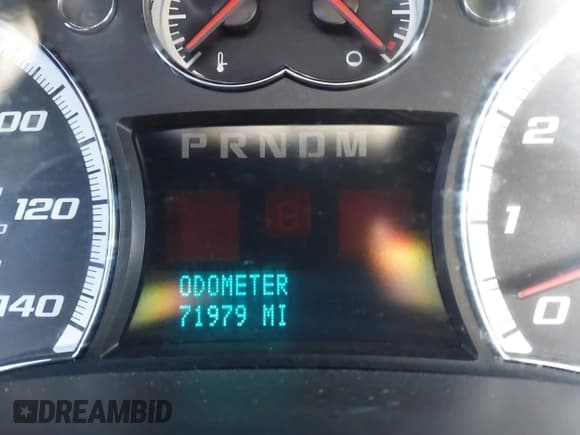 PRNDM
00
120
140
2
1
0
ODOMETER
71979 MI
DREAMBID